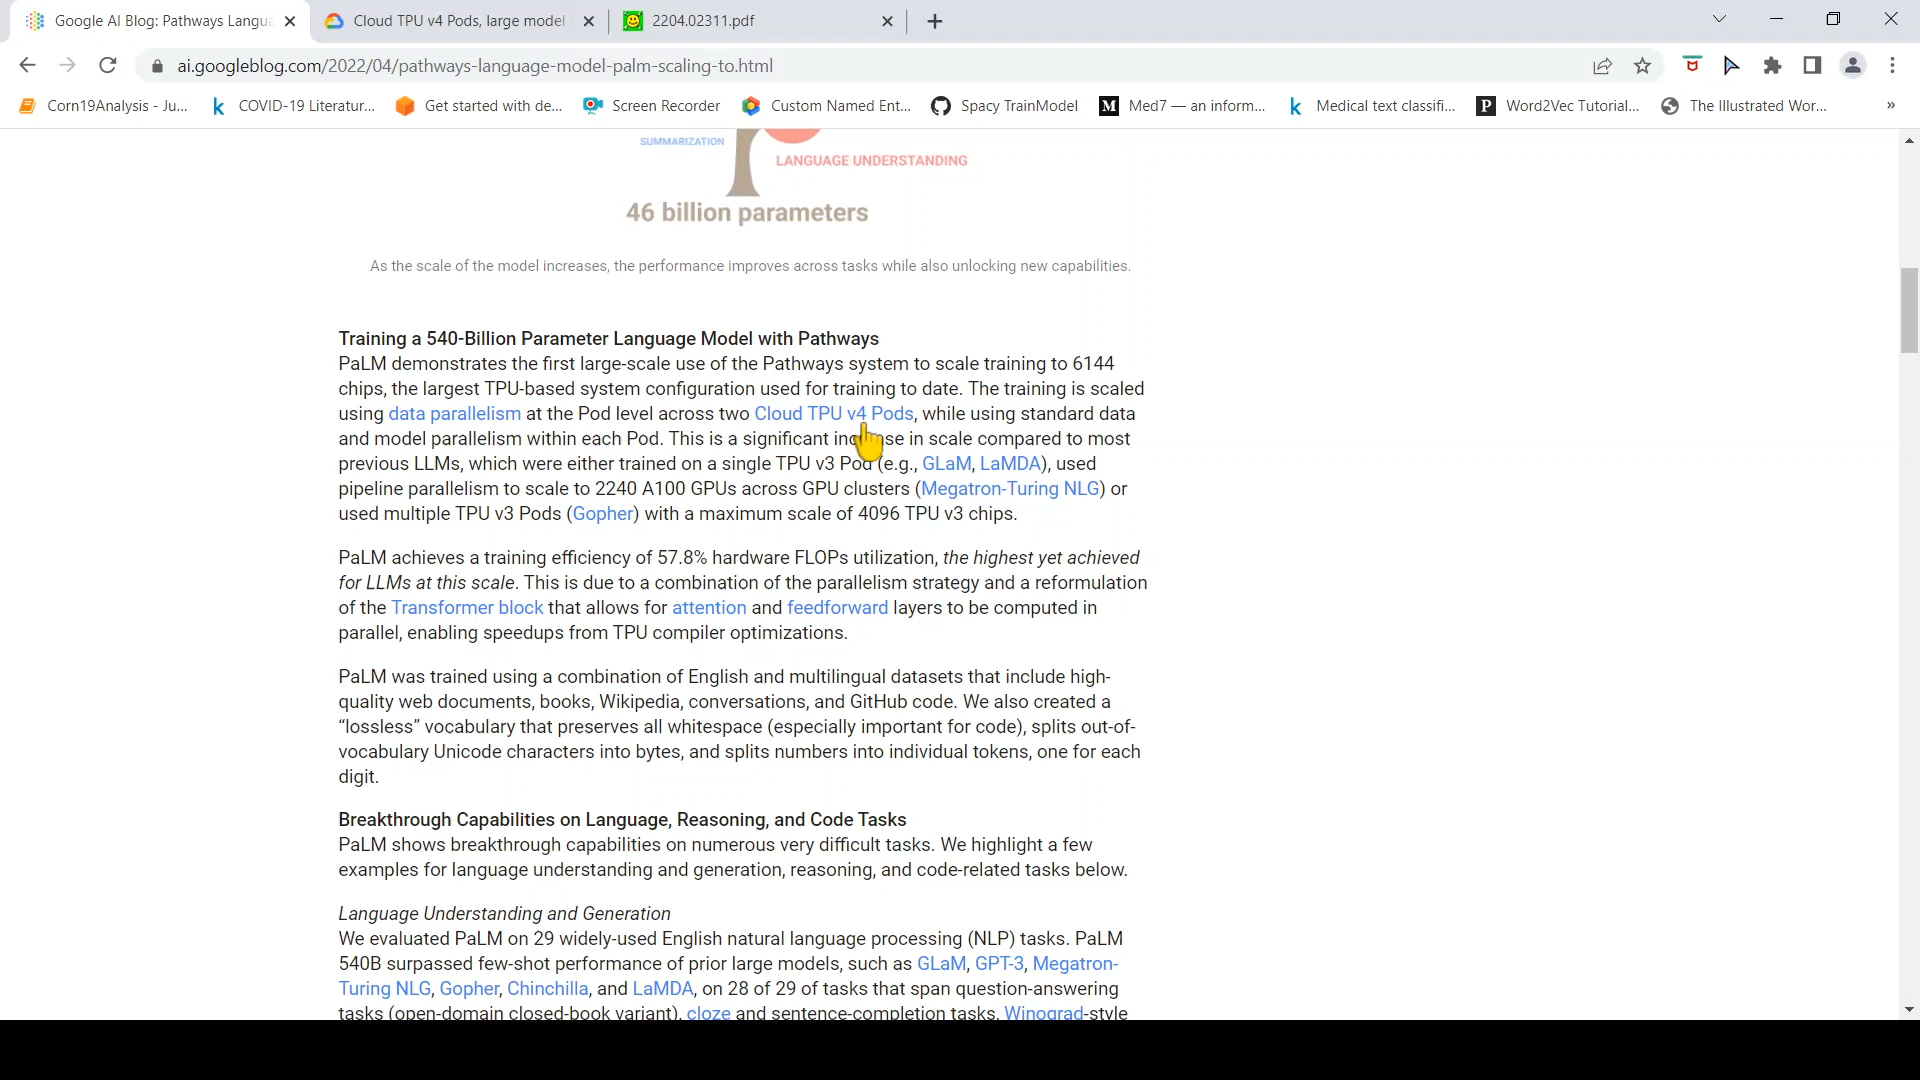 Google AI Blog: Pathways Langua
Cloud TPU v4 Pods, large model
2204.02311.pdf
ai.googleblog.com/2022/04/pathways-language-model-palm-scaling-to.html
Corn19Analysis - Ju...
COVID-19 Literatur...
Get started with de...
Screen Recorder
Custom Named Ent...
Spacy TrainModel
Med7 — an inform...
Medical text classifi...
Word2Vec Tutorial...
The Illustrated Wor...
SUMMARIZATION
LANGUAGE UNDERSTANDING
46 billion parameters
As the scale of the model increases, the performance improves across tasks while also unlocking new capabilities.
Training a 540-Billion Parameter Language Model with Pathways
PaLM demonstrates the first large-scale use of the Pathways system to scale training to 6144
chips, the largest TPU-based system configuration used for training to date. The training is scaled
using data parallelism at the Pod level across two Cloud TPU v4 Pods, while using standard data
and model parallelism within each Pod. This is a significant increase in scale compared to most
previous LLMs, which were either trained on a single TPU v3 Pod (e.g., GLaM, LaMDA), used
pipeline parallelism to scale to 2240 A100 GPUs across GPU clusters (Megatron-Turing NLG) or
used multiple TPU v3 Pods (Gopher) with a maximum scale of 4096 TPU v3 chips.
PaLM achieves a training efficiency of 57.8% hardware FLOPs utilization, the highest yet achieved
for LLMs at this scale. This is due to a combination of the parallelism strategy and a reformulation
of the Transformer block that allows for attention and feedforward layers to be computed in
parallel, enabling speedups from TPU compiler optimizations.
PaLM was trained using a combination of English and multilingual datasets that include high-
quality web documents, books, Wikipedia, conversations, and GitHub code. We also created a
“lossless” vocabulary that preserves all whitespace (especially important for code), splits out-of-
vocabulary Unicode characters into bytes, and splits numbers into individual tokens, one for each
digit.
Breakthrough Capabilities on Language, Reasoning, and Code Tasks
PaLM shows breakthrough capabilities on numerous very difficult tasks. We highlight a few
examples for language understanding and generation, reasoning, and code-related tasks below.
Language Understanding and Generation
We evaluated PaLM on 29 widely-used English natural language processing (NLP) tasks. PaLM
540B surpassed few-shot performance of prior large models, such as GLaM, GPT-3, Megatron-
Turing NLG, Gopher, Chinchilla, and LaMDA, on 28 of 29 of tasks that span question-answering
tasks (open-domain closed-book variant), cloze and sentence-completion tasks, Winograd-style